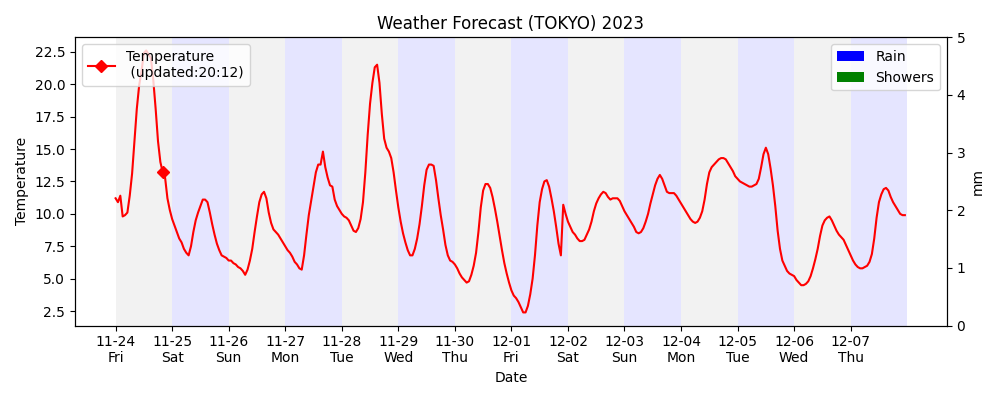 Weather Forecast (TOKYO) 2023
Temperature
(updated:20:12)
Rain
Showers
Temperature
22.5
20.0
17.5
15.0
12.5
10.0
7.5
5.0
2.5
5
4
3
2
1
0
mm
11-24 11-25 11-26 11-27 11-28 11-29 11-30 12-01 12-02 12-03 12-04 12-05 12-06 12-07
Fri Sat Sun Mon Tue Wed Thu Fri Sat Sun Mon Tue Wed Thu
Date